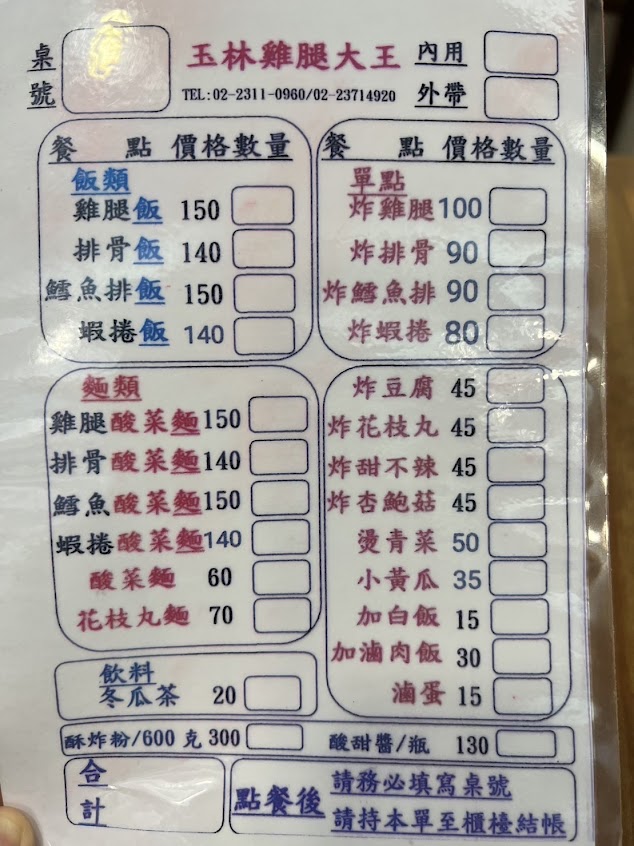 桌號
玉林雞腿大王
TEL:02-2311-0960/02-23714920
內用
外帶
餐 點 價格 數量
飯類
雞腿飯 150
排骨飯 140
鱈魚排飯 150
蝦捲飯 140
麵類
雞腿酸菜麵 150
排骨酸菜麵 140
鱈魚酸菜麵 150
蝦捲酸菜麵 140
酸菜麵 60
花枝丸麵 70
飲料
冬瓜茶 20
餐 點 價格 數量
單點
炸雞腿 100
炸排骨 90
炸鱈魚排 90
炸蝦捲 80
炸豆腐 45
炸花枝丸 45
炸甜不辣 45
炸杏鮑菇 45
燙青菜 50
小黃瓜 35
加白飯 15
加滷肉飯 30
滷蛋 15
酥炸粉/600 克 300
酸甜醬/瓶 130
合計
點餐後
請務必填寫桌號
請持本單至櫃檯結帳